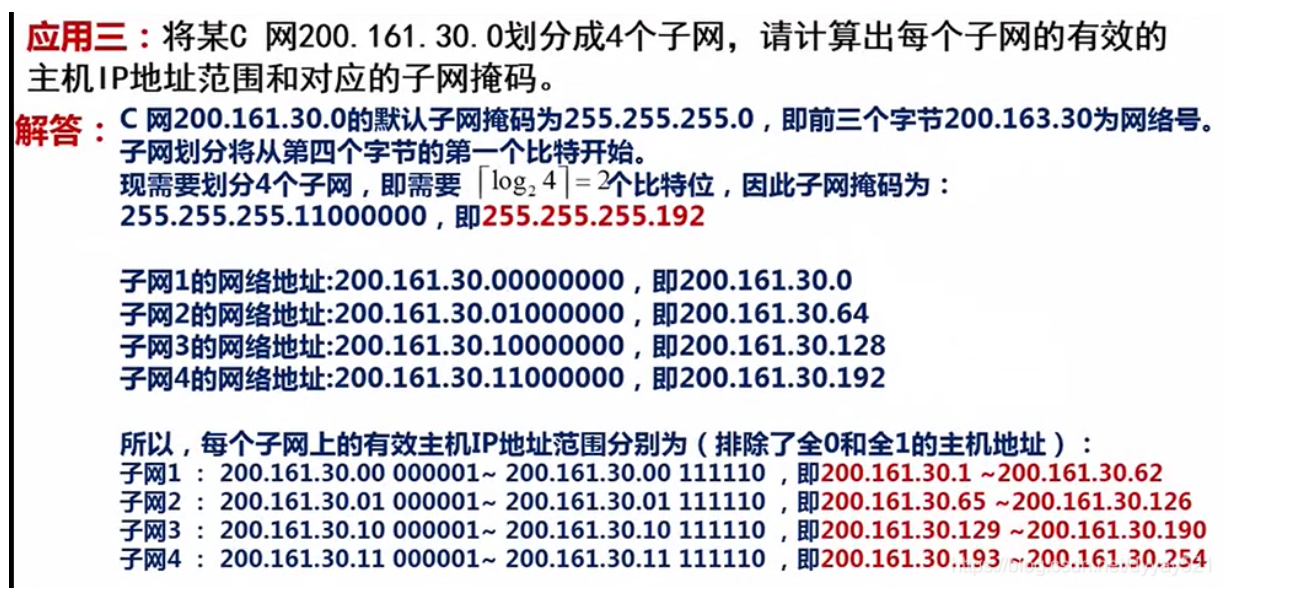 应用三：将某C 网200.161.30.0划分成4个子网，请计算出每个子网的有效的
主机IP地址范围和对应的子网掩码。
解答：C 网200.161.30.0的默认子网掩码为255.255.255.0，即前三个字节200.163.30为网络号。
子网划分将从第四个字节的第一个比特开始。
现需要划分4个子网，即需要 ⌈log₂ 4⌉ = 2个比特位，因此子网掩码为：
255.255.255.11000000，即255.255.255.192
子网1的网络地址:200.161.30.00000000，即200.161.30.0
子网2的网络地址:200.161.30.01000000，即200.161.30.64
子网3的网络地址:200.161.30.10000000，即200.161.30.128
子网4的网络地址:200.161.30.11000000，即200.161.30.192
所以，每个子网上的有效主机IP地址范围分别为（排除了全0和全1的主机地址）：
子网1 ： 200.161.30.00 000001~ 200.161.30.00 111110 ，即200.161.30.1 ~200.161.30.62
子网2 ： 200.161.30.01 000001~ 200.161.30.01 111110 ，即200.161.30.65 ~200.161.30.126
子网3 ： 200.161.30.10 000001~ 200.161.30.10 111110 ，即200.161.30.129 ~200.161.30.190
子网4 ： 200.161.30.11 000001~ 200.161.30.11 111110 ，即200.161.30.193 ~200.161.30.254